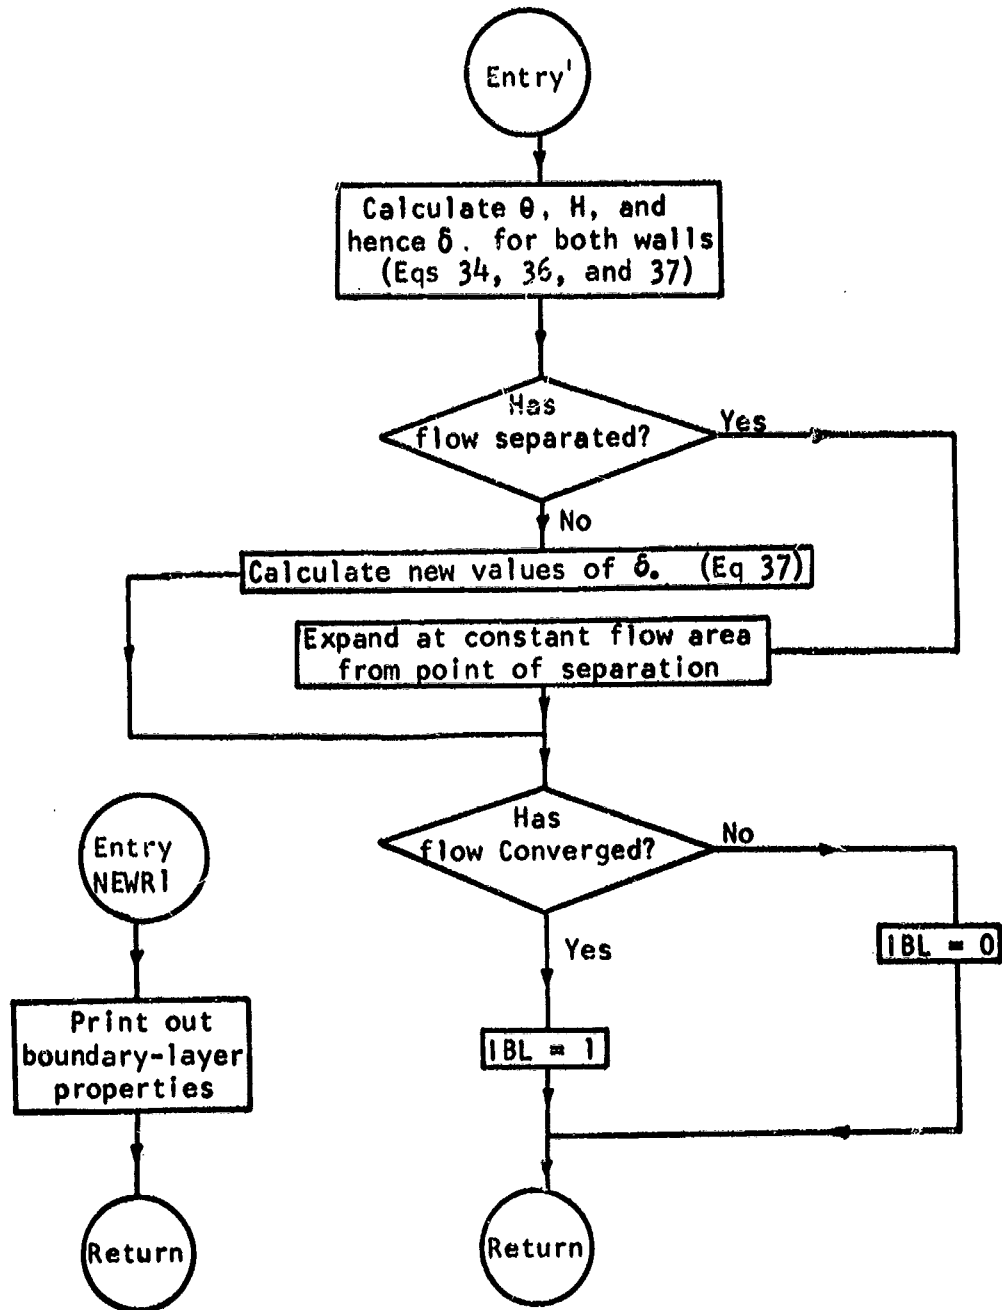 Entry'
Calculate θ, H, and
hence δ. for both walls
(Eqs 34, 36, and 37)
Has
flow separated?
Yes
No
Calculate new values of δ. (Eq 37)
Expand at constant flow area
from point of separation
Has
flow Converged?
No
Yes
IBL = 0
IBL = 1
Return
Entry
NEWR1
Print out
boundary-layer
properties
Return